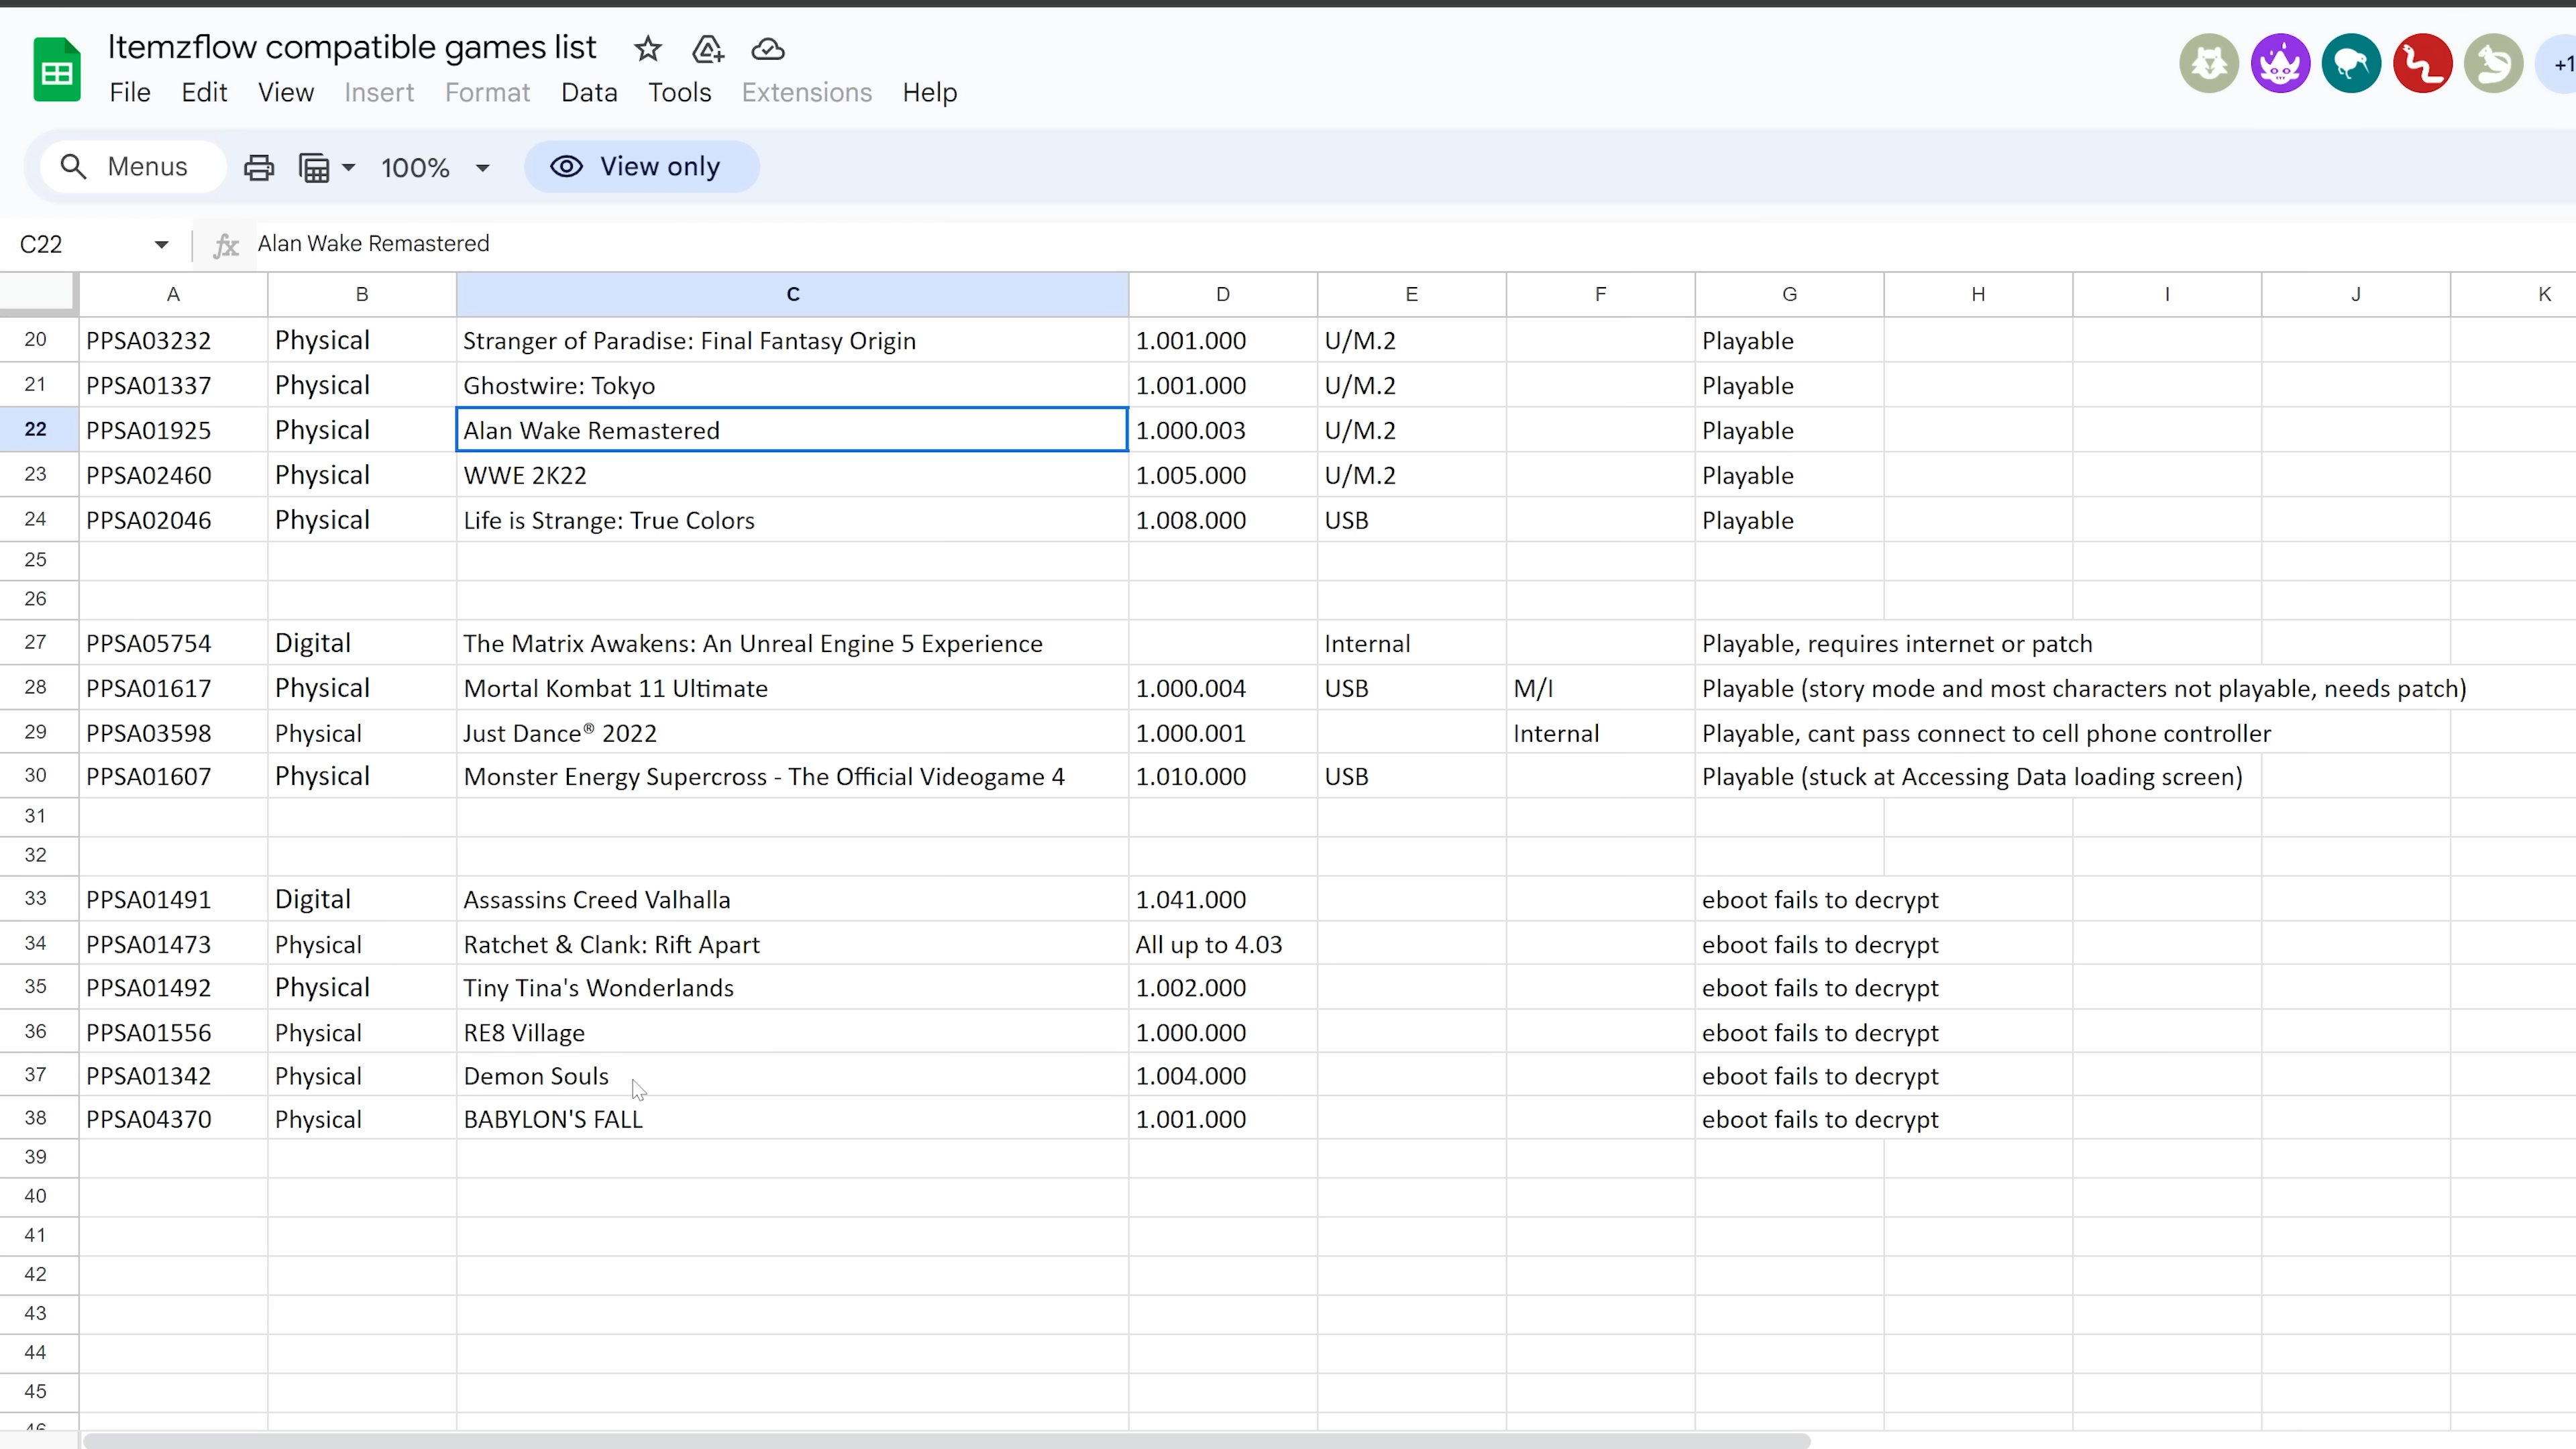 Itemzflow compatible games list
File Edit View Insert Format Data Tools Extensions Help
+1
Menus 100% View only
C22 fx Alan Wake Remastered
A B C D E F G H I J K
20 PPSA03232 Physical Stranger of Paradise: Final Fantasy Origin 1.001.000 U/M.2 Playable
21 PPSA01337 Physical Ghostwire: Tokyo 1.001.000 U/M.2 Playable
22 PPSA01925 Physical Alan Wake Remastered 1.000.003 U/M.2 Playable
23 PPSA02460 Physical WWE 2K22 1.005.000 U/M.2 Playable
24 PPSA02046 Physical Life is Strange: True Colors 1.008.000 USB Playable
25
26
27 PPSA05754 Digital The Matrix Awakens: An Unreal Engine 5 Experience Internal Playable, requires internet or patch
28 PPSA01617 Physical Mortal Kombat 11 Ultimate 1.000.004 USB M/I Playable (story mode and most characters not playable, needs patch)
29 PPSA03598 Physical Just Dance® 2022 1.000.001 Internal Playable, cant pass connect to cell phone controller
30 PPSA01607 Physical Monster Energy Supercross - The Official Videogame 4 1.010.000 USB Playable (stuck at Accessing Data loading screen)
31
32
33 PPSA01491 Digital Assassins Creed Valhalla 1.041.000 eboot fails to decrypt
34 PPSA01473 Physical Ratchet & Clank: Rift Apart All up to 4.03 eboot fails to decrypt
35 PPSA01492 Physical Tiny Tina's Wonderlands 1.002.000 eboot fails to decrypt
36 PPSA01556 Physical RE8 Village 1.000.000 eboot fails to decrypt
37 PPSA01342 Physical Demon Souls 1.004.000 eboot fails to decrypt
38 PPSA04370 Physical BABYLON'S FALL 1.001.000 eboot fails to decrypt
39
40
41
42
43
44
45